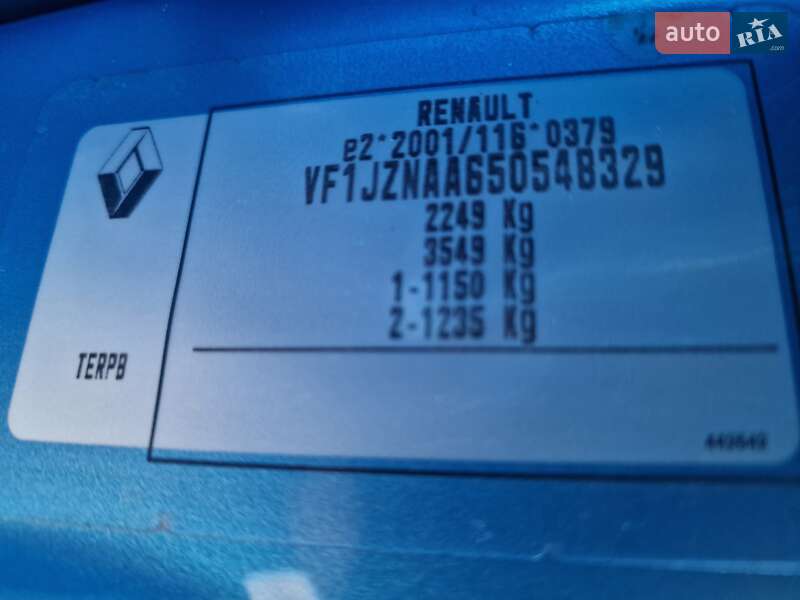 auto RIA.com
RENAULT
e2*2001/116*0379
VF1JZNAA650548329
2249 Kg
3549 Kg
1-1150 Kg
2-1235 Kg
TERPB